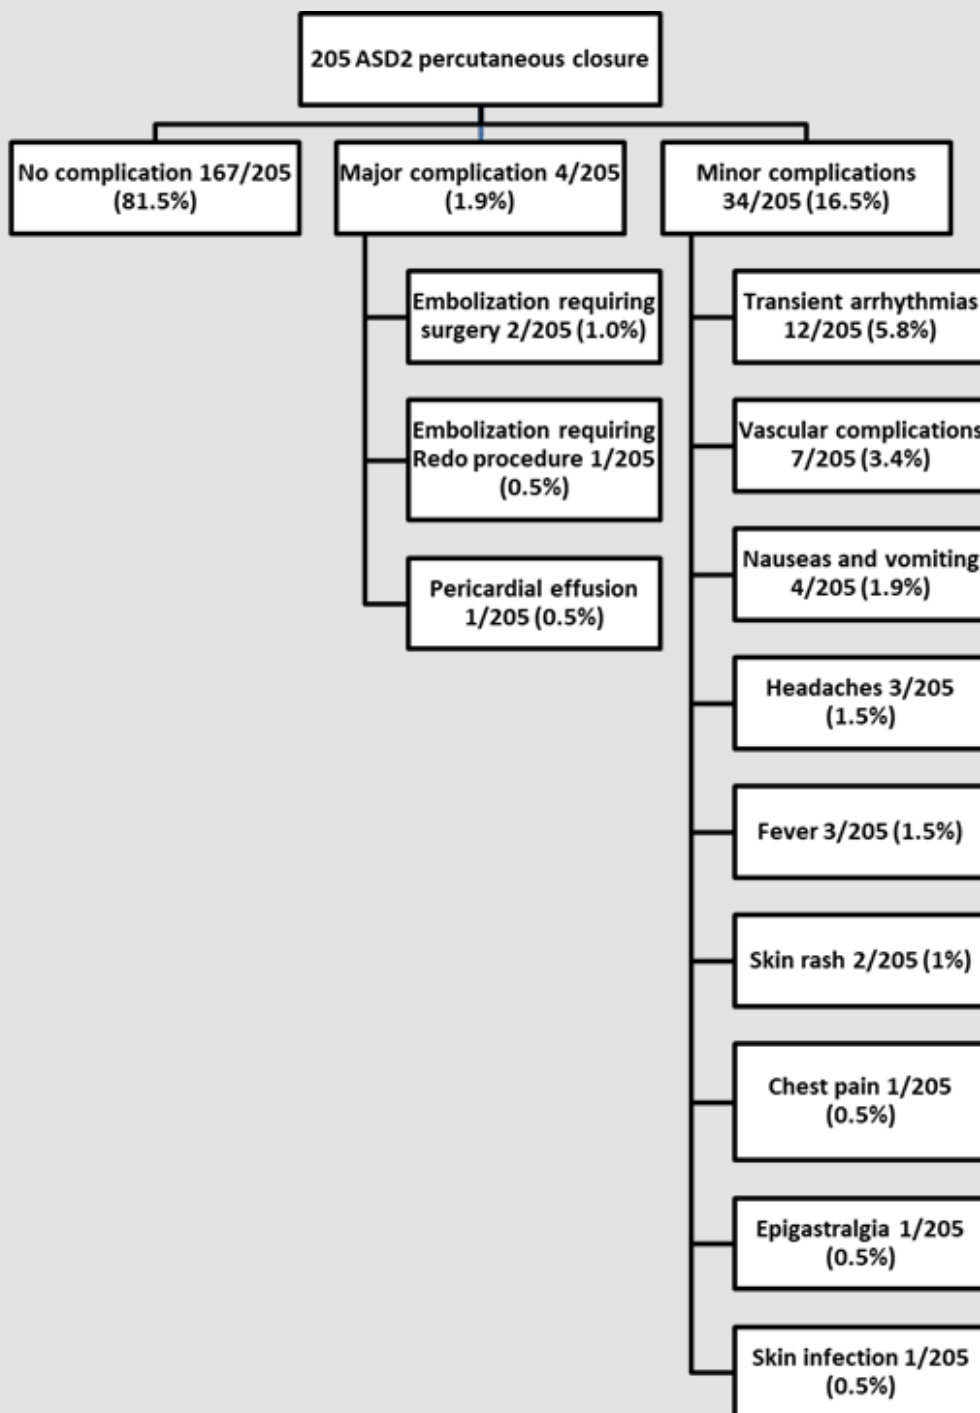 205 ASD2 percutaneous closure
No complication 167/205
(81.5%)
Major complication 4/205
(1.9%)
Minor complications
34/205 (16.5%)
Embolization requiring
surgery 2/205 (1.0%)
Embolization requiring
Redo procedure 1/205
(0.5%)
Pericardial effusion
1/205 (0.5%)
Transient arrhythmias
12/205 (5.8%)
Vascular complications
7/205 (3.4%)
Nauseas and vomiting
4/205 (1.9%)
Headaches 3/205
(1.5%)
Fever 3/205 (1.5%)
Skin rash 2/205 (1%)
Chest pain 1/205
(0.5%)
Epigastralgia 1/205
(0.5%)
Skin infection 1/205
(0.5%)